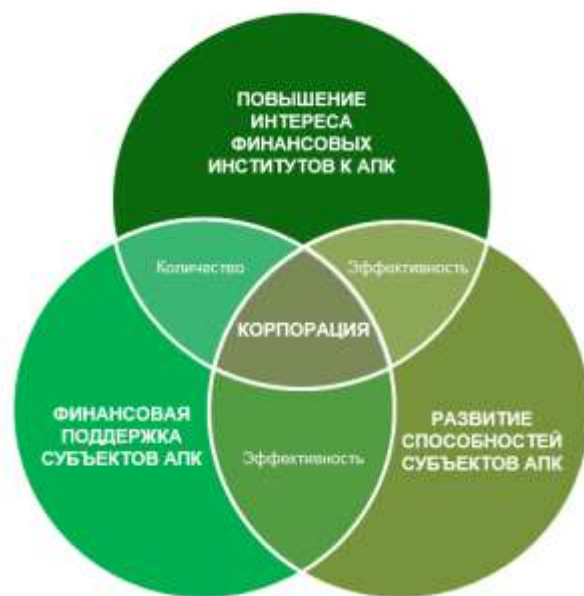 ПОВЫШЕНИЕ
ИНТЕРЕСА
ФИНАНСОВЫХ
ИНСТИТУТОВ К АПК
Количество
Эффективность
КОРПОРАЦИЯ
ФИНАНСОВАЯ
ПОДДЕРЖКА
СУБЪЕКТОВ АПК
Эффективность
РАЗВИТИЕ
СПОСОБНОСТЕЙ
СУБЪЕКТОВ АПК